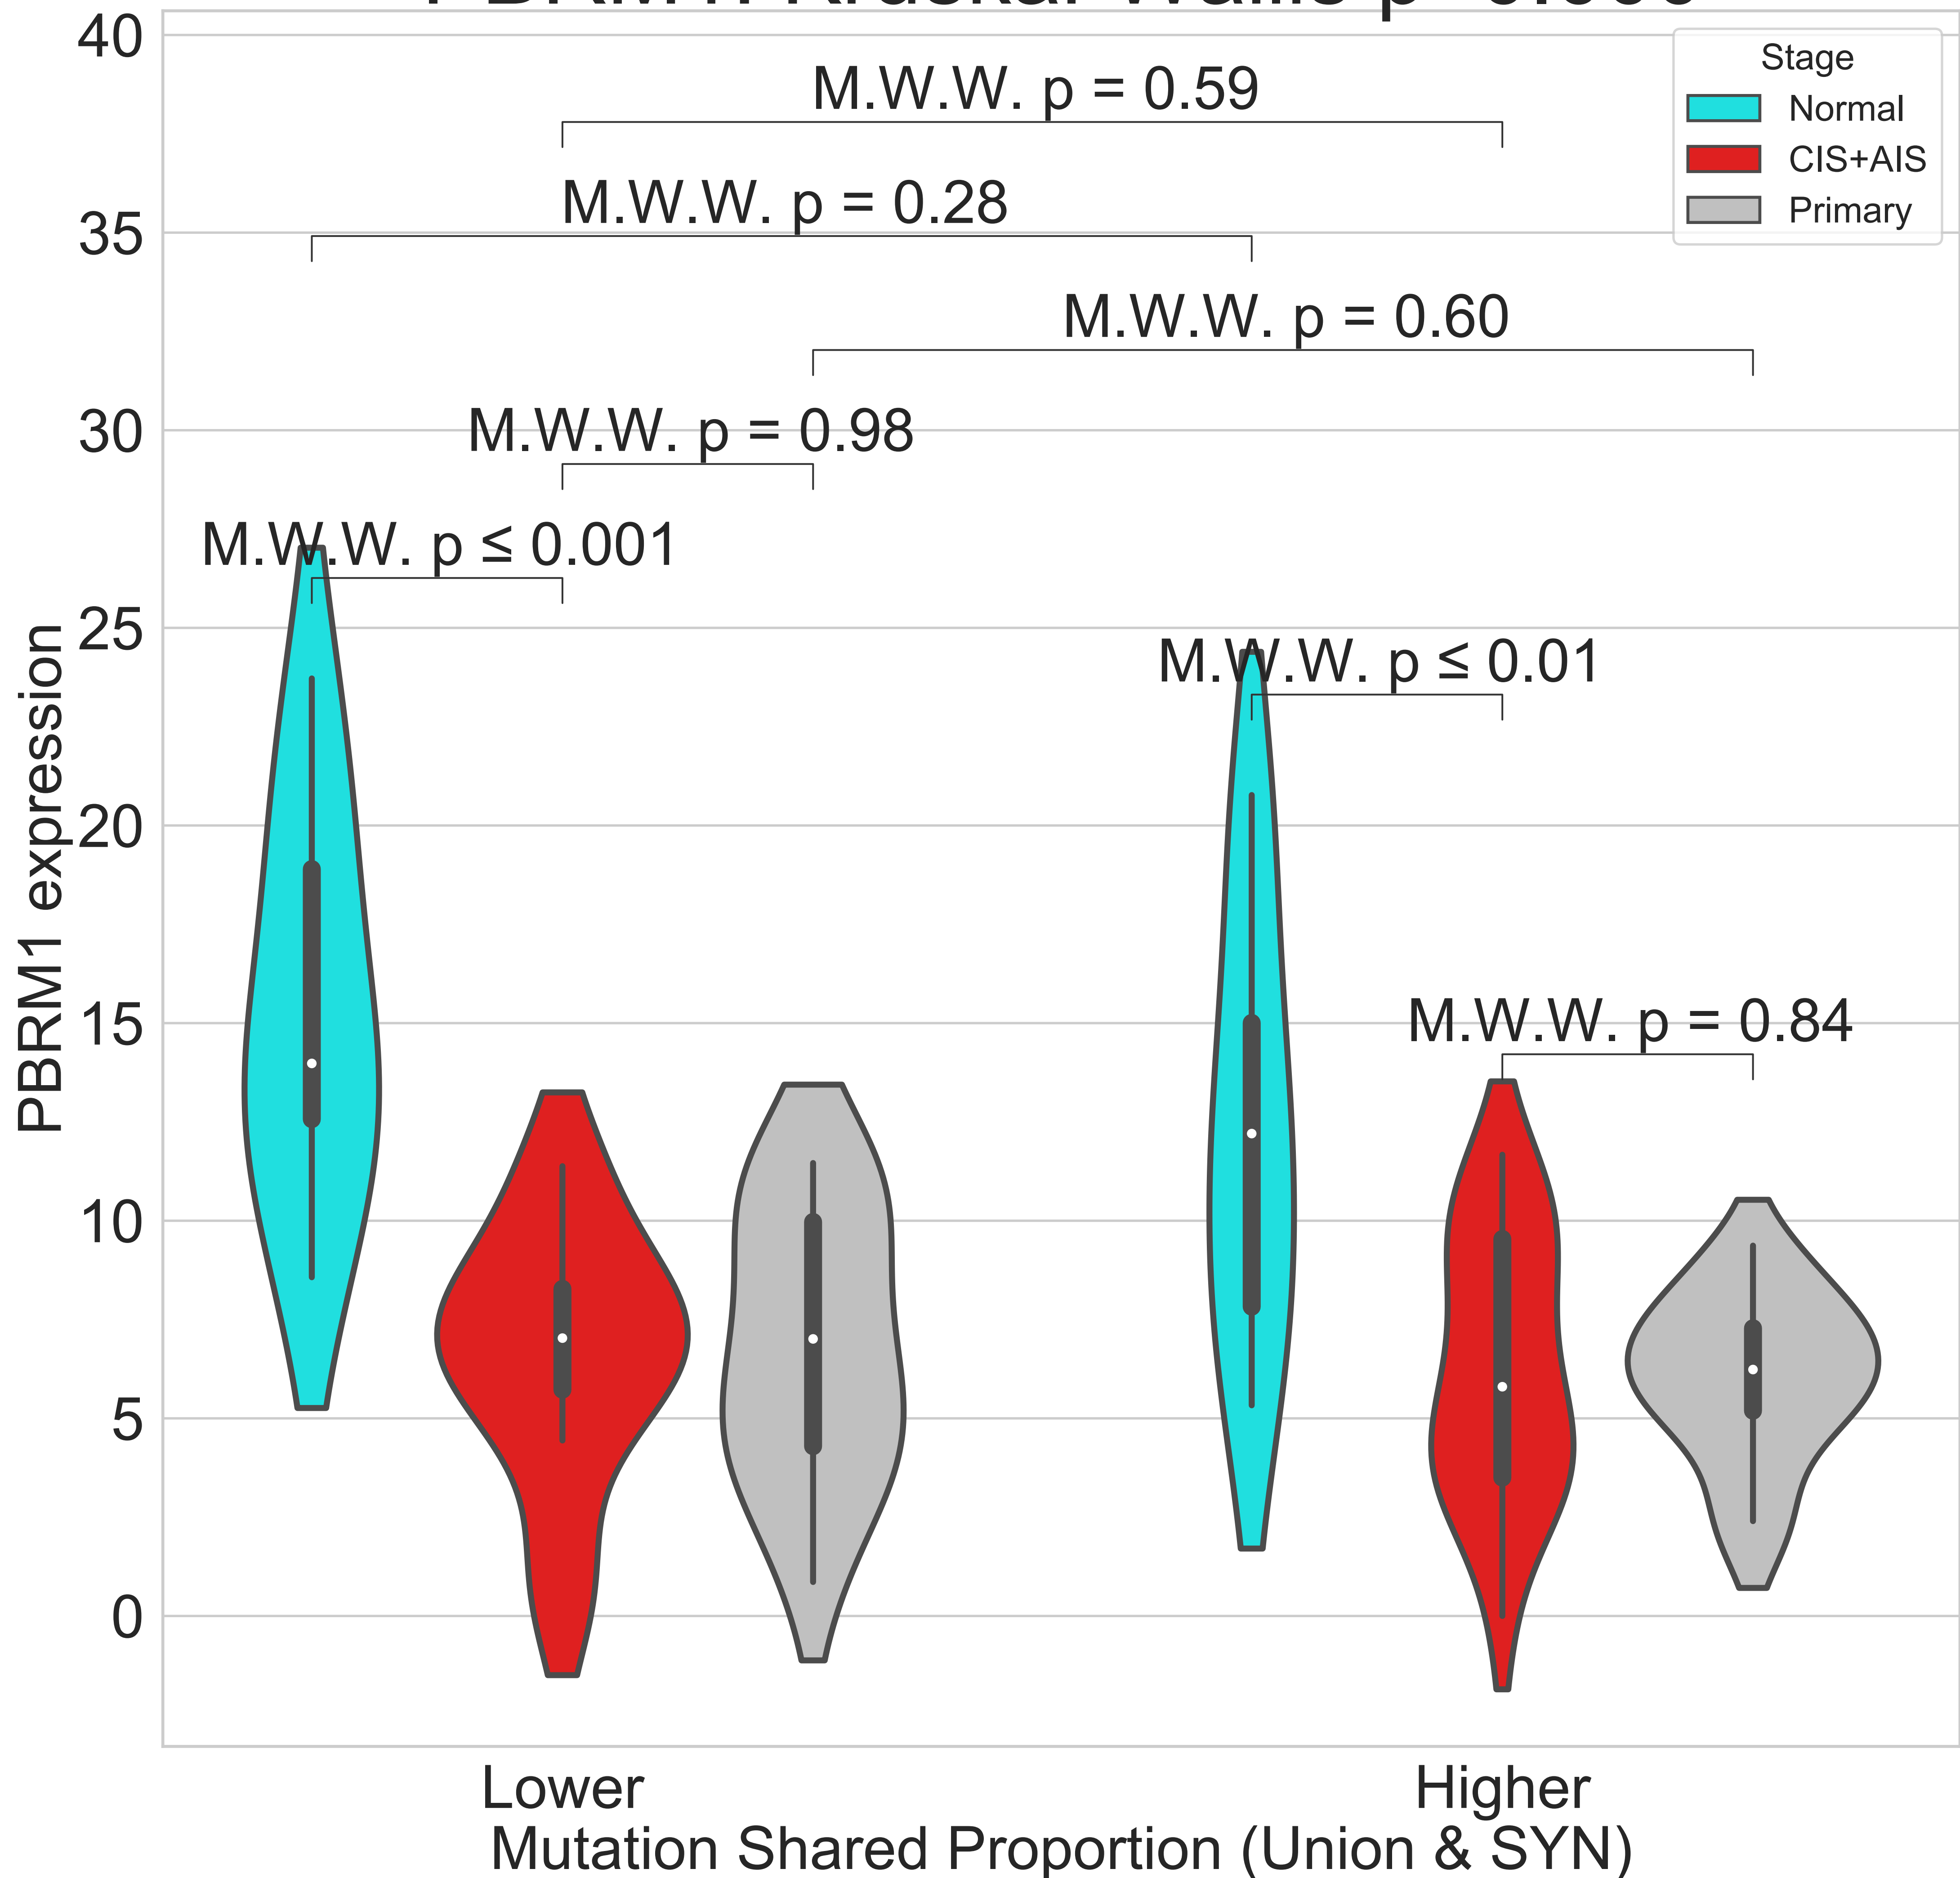 40
M.W.W. p = 0.59
M.W.W. p = 0.28
35
M.W.W. p = 0.60
30
M.W.W. p = 0.98
M.W.W. p ≤ 0.001
25
M.W.W. p ≤ 0.01
20
15
M.W.W. p = 0.84
10
5
0
PBRM1 expression
Stage
Normal
CIS+AIS
Primary
Lower
Higher
Mutation Shared Proportion (Union & SYN)